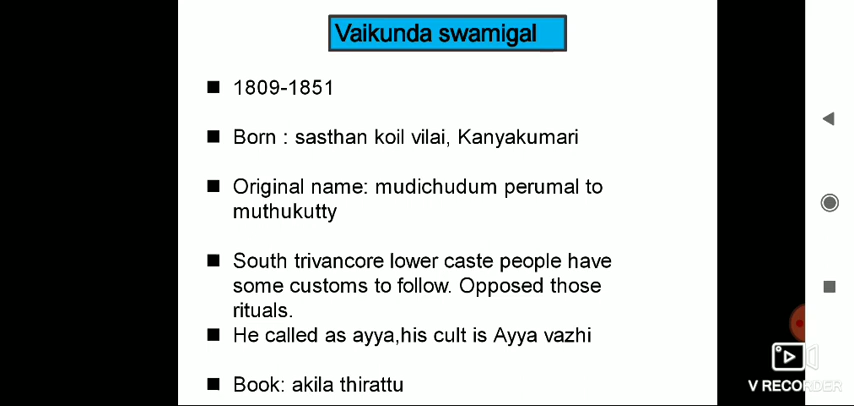 Vaikunda swamigal
■ 1809-1851
■ Born : sasthan koil vilai, Kanyakumari
■ Original name: mudichudum perumal to
muthukutty
■ South trivancore lower caste people have
some customs to follow. Opposed those
rituals.
■ He called as ayya,his cult is Ayya vazhi
■ Book: akila thirattu
V RECORDER